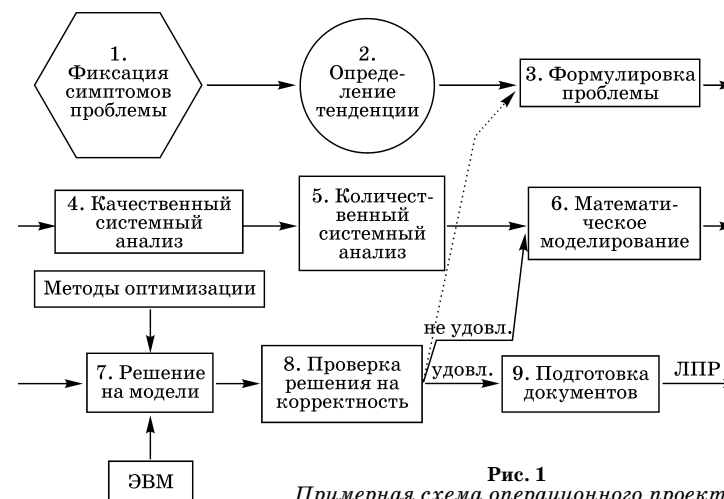 1.
Фиксация
симптомов
проблемы
2.
Опреде-
ление
тенденции
3. Формулировка
проблемы
4. Качественный
системный
анализ
5. Количест-
венный
системный
анализ
6. Математи-
ческое
моделирование
Методы оптимизации
не удовл.
7. Решение
на модели
8. Проверка
решения на
корректность
удовл.
9. Подготовка
документов
ЛПР
ЭВМ
Рис. 1
Примерная схема операционного проект